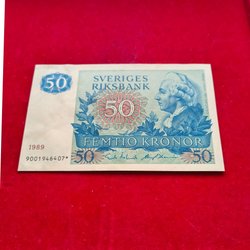 50
SVERIGES
RIKSBANK
50
1989
FEMTIO KRONOR
9001946407*
50
50